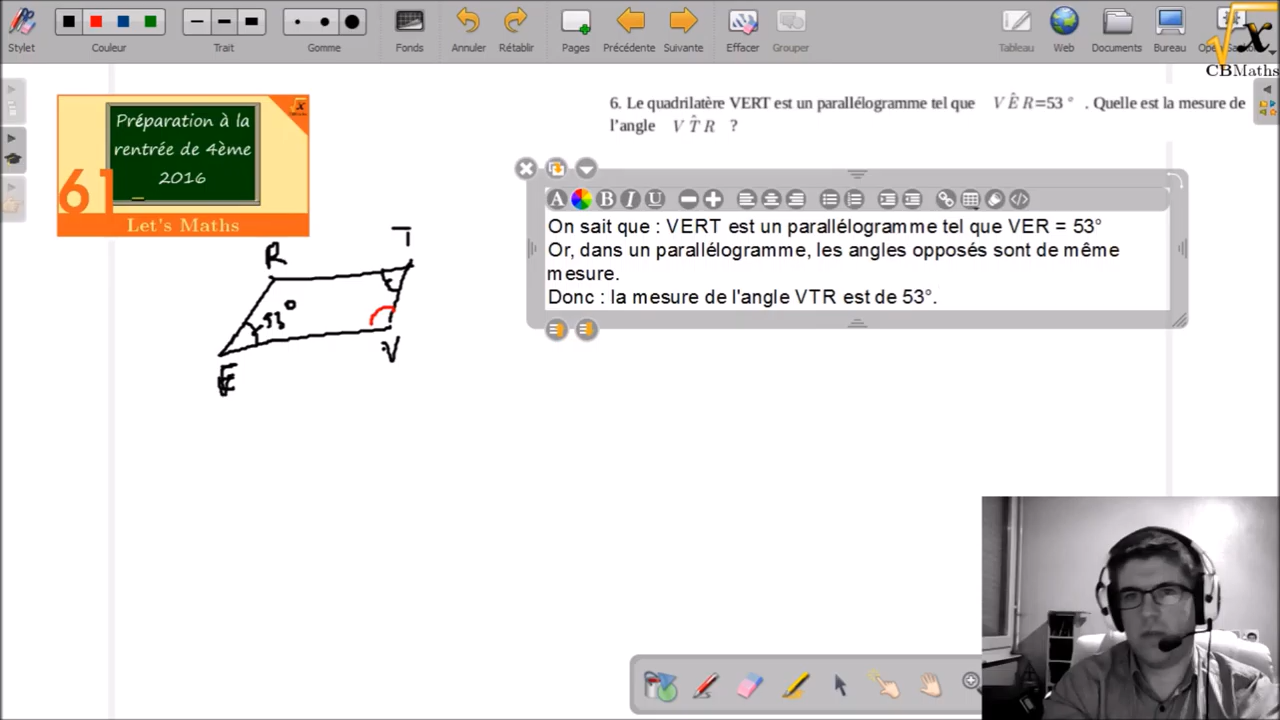 Stylet
Couleur
Trait
Gomme
Fonds
Annuler
Rétablir
Pages
Précédente
Suivante
Effacer
Grouper
Tableau
Web
Documents
Bureau
CBMaths
Préparation à la
rentrée de 4ème
2016
61
Let's Maths
6. Le quadrilatère VERT est un parallélogramme tel que V Ê R=53 ° . Quelle est la mesure de
l'angle V T̂ R ?
On sait que : VERT est un parallélogramme tel que VER = 53°
Or, dans un parallélogramme, les angles opposés sont de même
mesure.
Donc : la mesure de l'angle VTR est de 53°.
R
T
53°
E
V